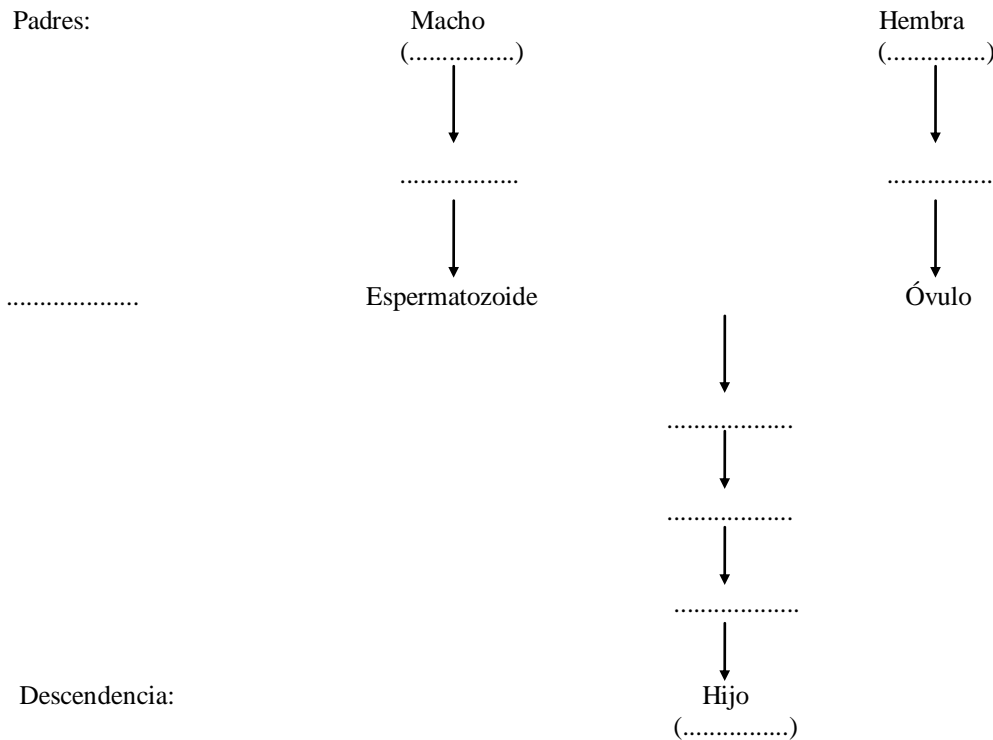 Padres: Macho Hembra
(................) (...............)
.................. ................
.................... Espermatozoide Óvulo
...................
...................
...................
Descendencia: Hijo
(................)